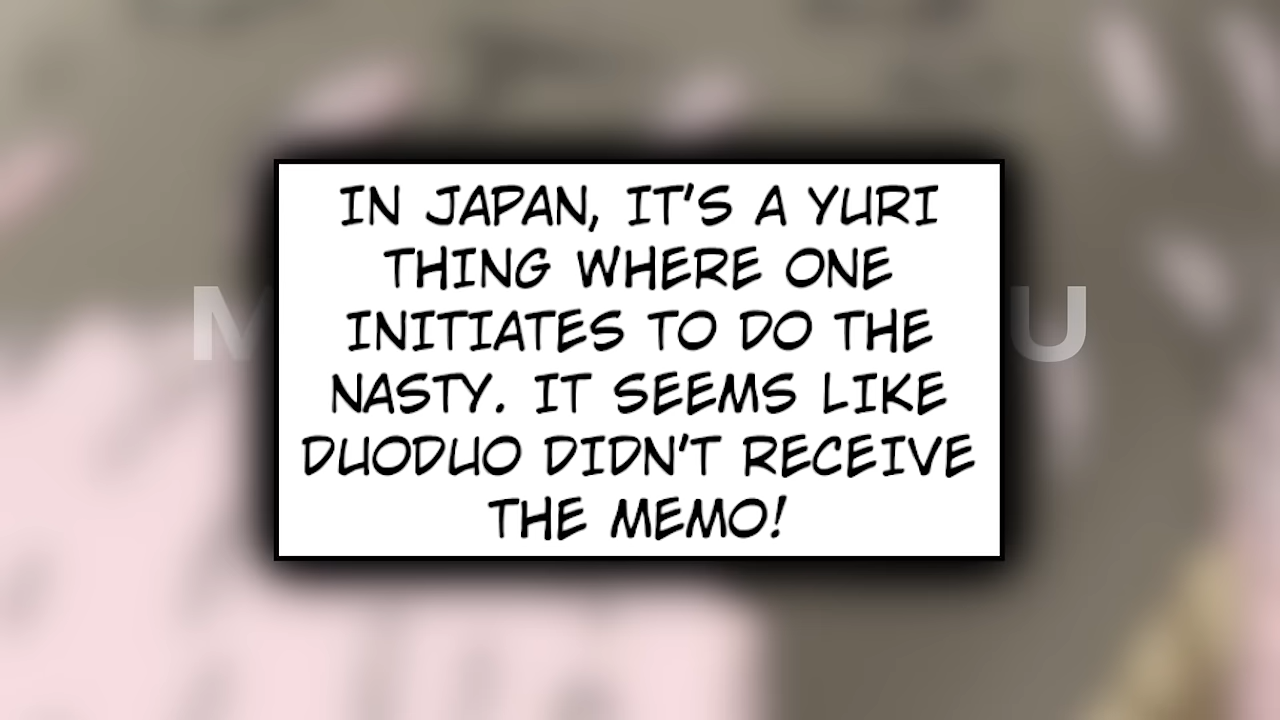 IN JAPAN, IT'S A YURI
THING WHERE ONE
INITIATES TO DO THE
NASTY. IT SEEMS LIKE
DUODUO DIDN'T RECEIVE
THE MEMO!